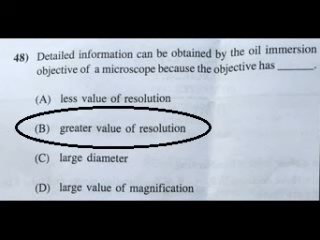 48) Detailed information can be obtained by the oil immersion
objective of a microscope because the objective has ______.
(A) less value of resolution
(B) greater value of resolution
(C) large diameter
(D) large value of magnification